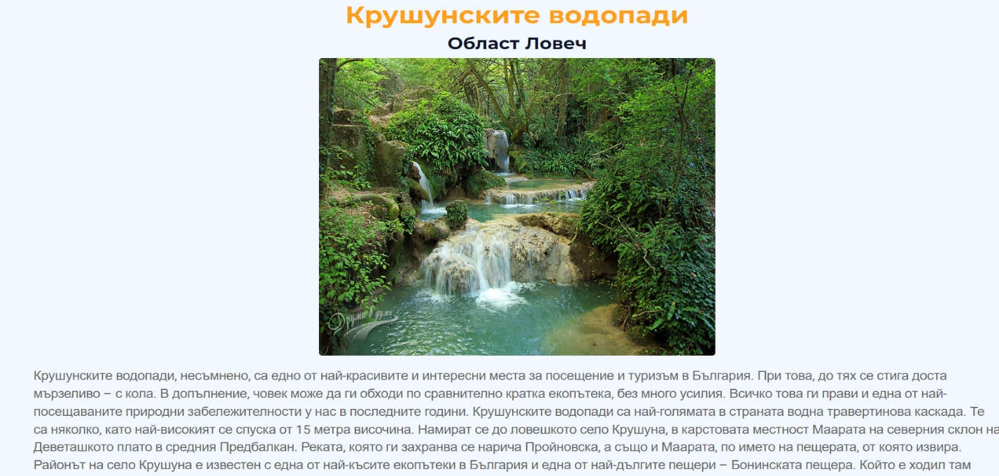 Крушунските водопади
Област Ловеч
Друми в думи
Крушунските водопади, несъмнено, са едно от най-красивите и интересни места за посещение и туризъм в България. При това, до тях се стига доста
мързеливо – с кола. В допълнение, човек може да ги обходи по сравнително кратка екопътека, без много усилия. Всичко това ги прави и една от най-
посещаваните природни забележителности у нас в последните години. Крушунските водопади са най-голямата в страната водна травертинова каскада. Те
са няколко, като най-високият се спуска от 15 метра височина. Намират се до ловешкото село Крушуна, в карстовата местност Маарата на северния склон на
Деветашкото плато в средния Предбалкан. Реката, която ги захранва се нарича Пройновска, а също и Маарата, по името на пещерата, от която извира.
Районът на село Крушуна е известен с една от най-късите екопътеки в България и една от най-дългите пещери – Бонинската пещера. Който е ходил там